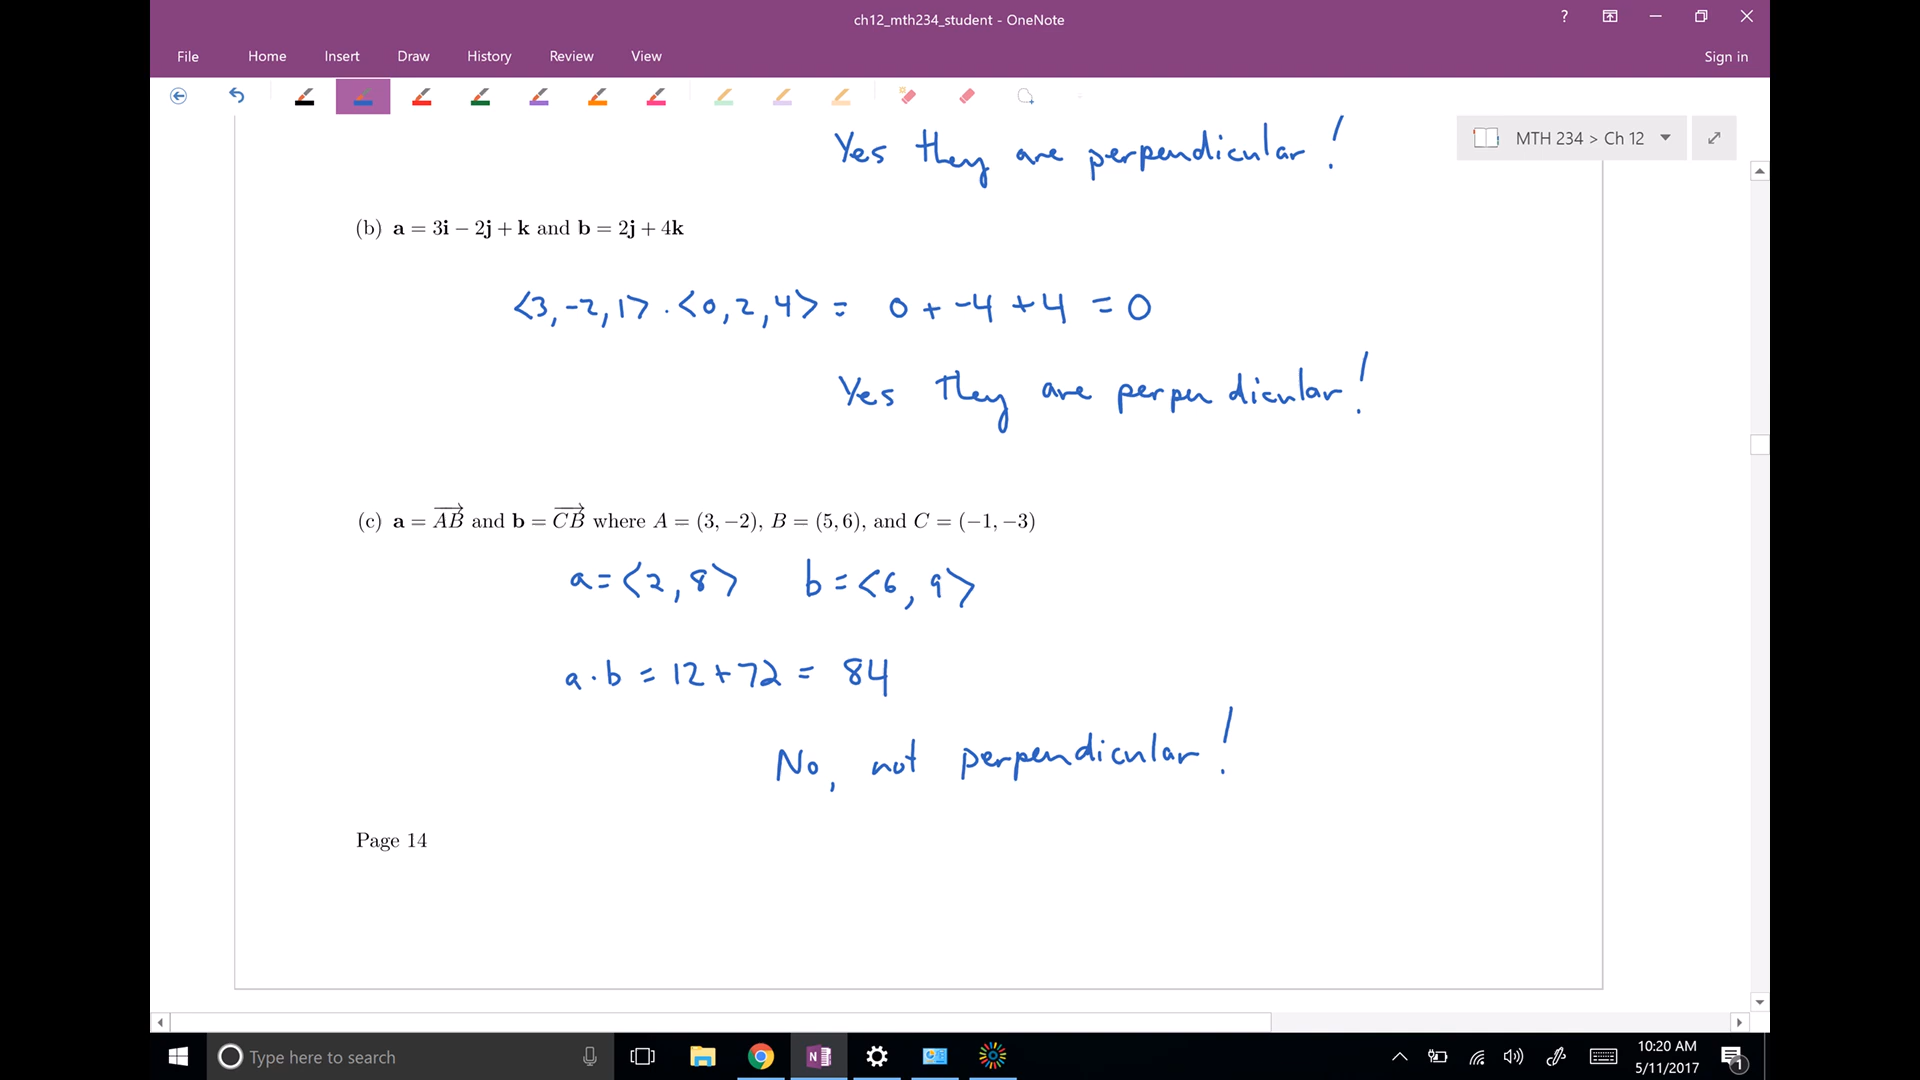 ch12_mth234_student - OneNote
?
File Home Insert Draw History Review View Sign in
MTH 234 > Ch 12
Yes they are perpendicular!
(b) a = 3i − 2j + k and b = 2j + 4k
<3, -2, 1> · <0, 2, 4> = 0 + -4 + 4 = 0
Yes they are perpendicular!
(c) a = \overrightarrow{AB} and b = \overrightarrow{CB} where A = (3, −2), B = (5, 6), and C = (−1, −3)
a = <2, 8> b = <6, 9>
a · b = 12 + 72 = 84
No, not perpendicular!
Page 14
Type here to search
N
10:20 AM
5/11/2017
1